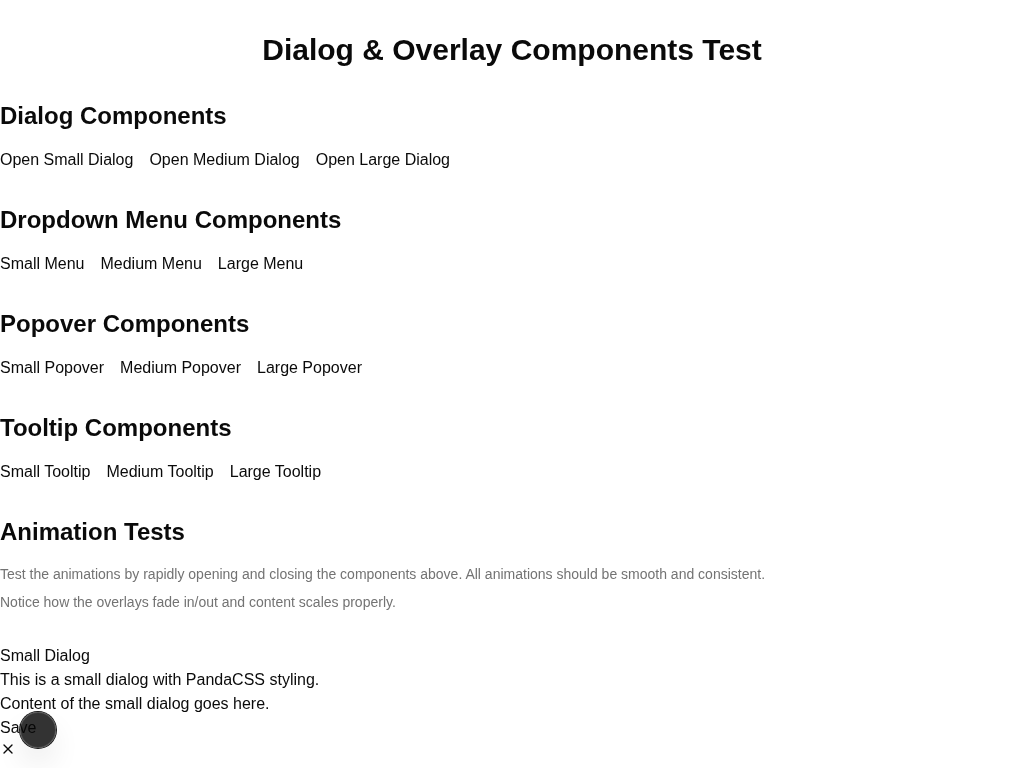 Dialog & Overlay Components Test
Dialog Components
Open Small Dialog Open Medium Dialog Open Large Dialog
Dropdown Menu Components
Small Menu Medium Menu Large Menu
Popover Components
Small Popover Medium Popover Large Popover
Tooltip Components
Small Tooltip Medium Tooltip Large Tooltip
Animation Tests
Test the animations by rapidly opening and closing the components above. All animations should be smooth and consistent.
Notice how the overlays fade in/out and content scales properly.
Small Dialog
This is a small dialog with PandaCSS styling.
Content of the small dialog goes here.
Save